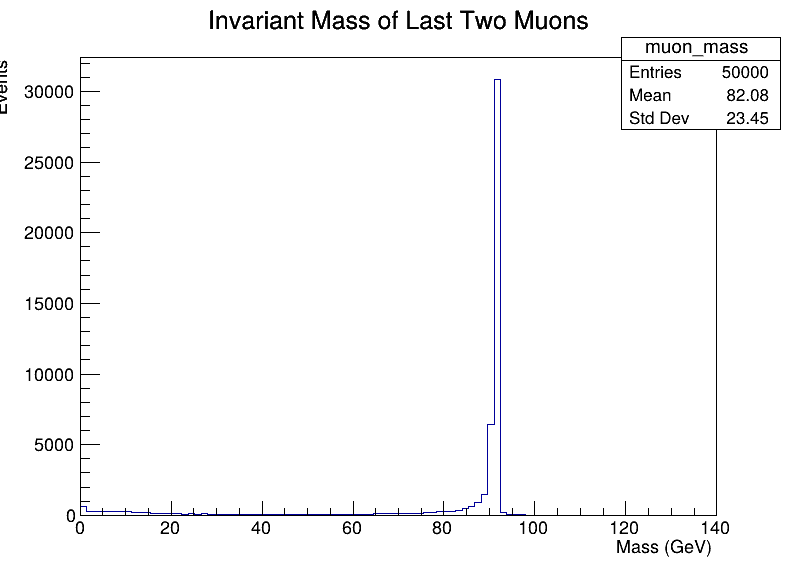 Invariant Mass of Last Two Muons
muon_mass
Entries 50000
Mean 82.08
Std Dev 23.45
Events
30000
25000
20000
15000
10000
5000
0
0 20 40 60 80 100 120 140
Mass (GeV)